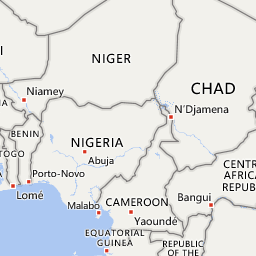 NIGER
CHAD
Niamey
N'Djamena
BENIN
NIGERIA
TOGO
Abuja
CENTR
AFRICA
REPUBL
Porto-Novo
Lomé
Malabo
CAMEROON
Bangui
Yaoundé
EQUATORIAL
GUINEA
REPUBLIC
OF THE